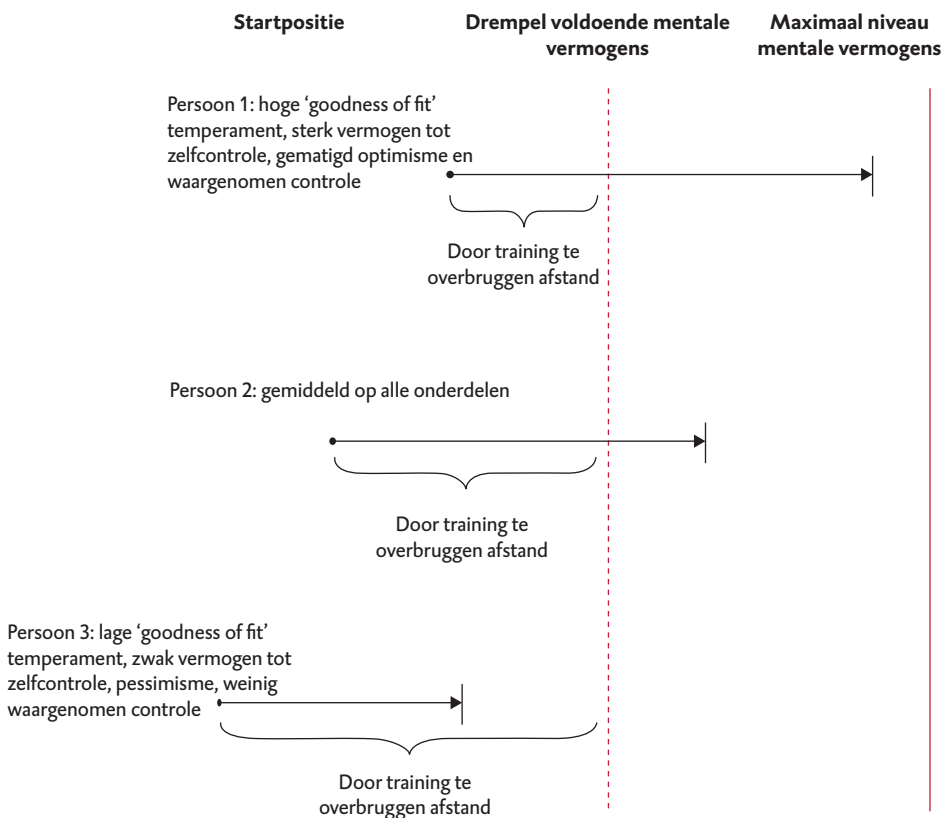 Startpositie
Drempel voldoende mentale
vermogens
Maximaal niveau
mentale vermogens
Persoon 1: hoge ‘goodness of fit’
temperament, sterk vermogen tot
zelfcontrole, gematigd optimisme en
waargenomen controle
Door training te
overbruggen afstand
Persoon 2: gemiddeld op alle onderdelen
Door training te
overbruggen afstand
Persoon 3: lage ‘goodness of fit’
temperament, zwak vermogen tot
zelfcontrole, pessimisme, weinig
waargenomen controle
Door training te
overbruggen afstand